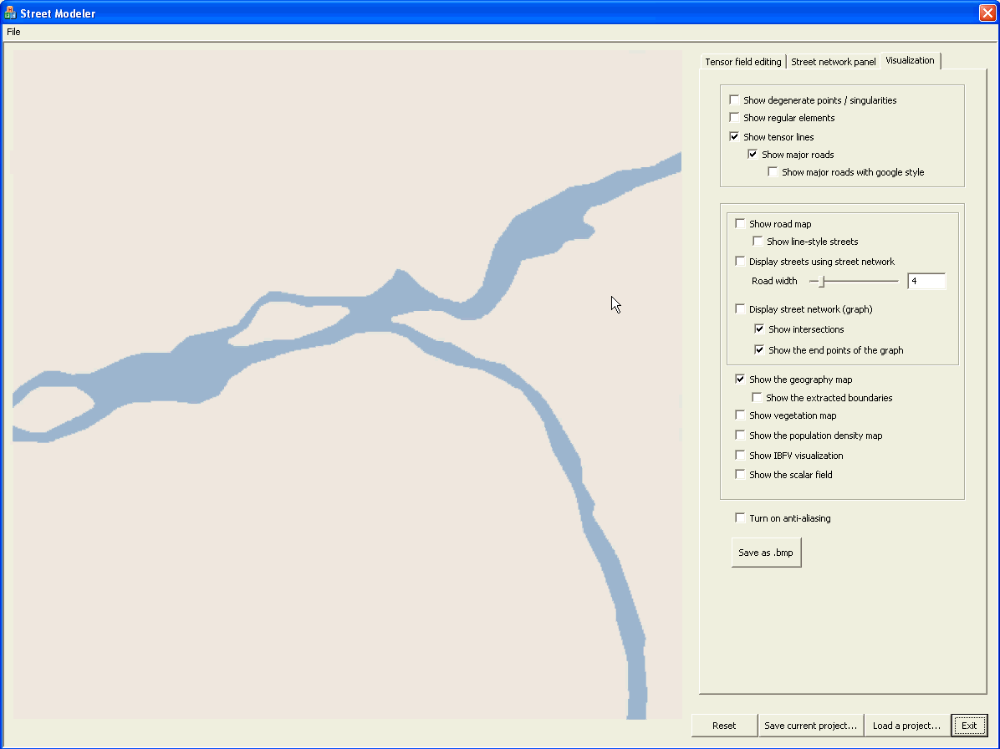 Street Modeler
File
Tensor field editing Street network panel Visualization
Show degenerate points / singularities
Show regular elements
Show tensor lines
Show major roads
Show major roads with google style
Show road map
Show line-style streets
Display streets using street network
Road width 4
Display street network (graph)
Show intersections
Show the end points of the graph
Show the geography map
Show the extracted boundaries
Show vegetation map
Show the population density map
Show IBFV visualization
Show the scalar field
Turn on anti-aliasing
Save as .bmp
Reset Save current project... Load a project... Exit